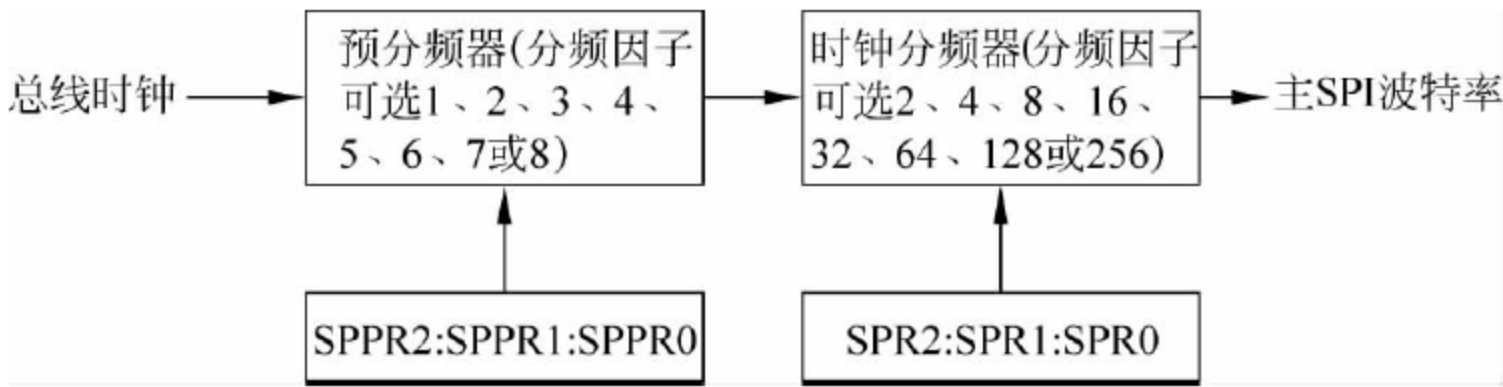 总线时钟
预分频器(分频因子
可选1、2、3、4、
5、6、7或8)
时钟分频器(分频因子
可选2、4、8、16、
32、64、128或256)
主SPI波特率
SPPR2:SPPR1:SPPR0
SPR2:SPR1:SPR0